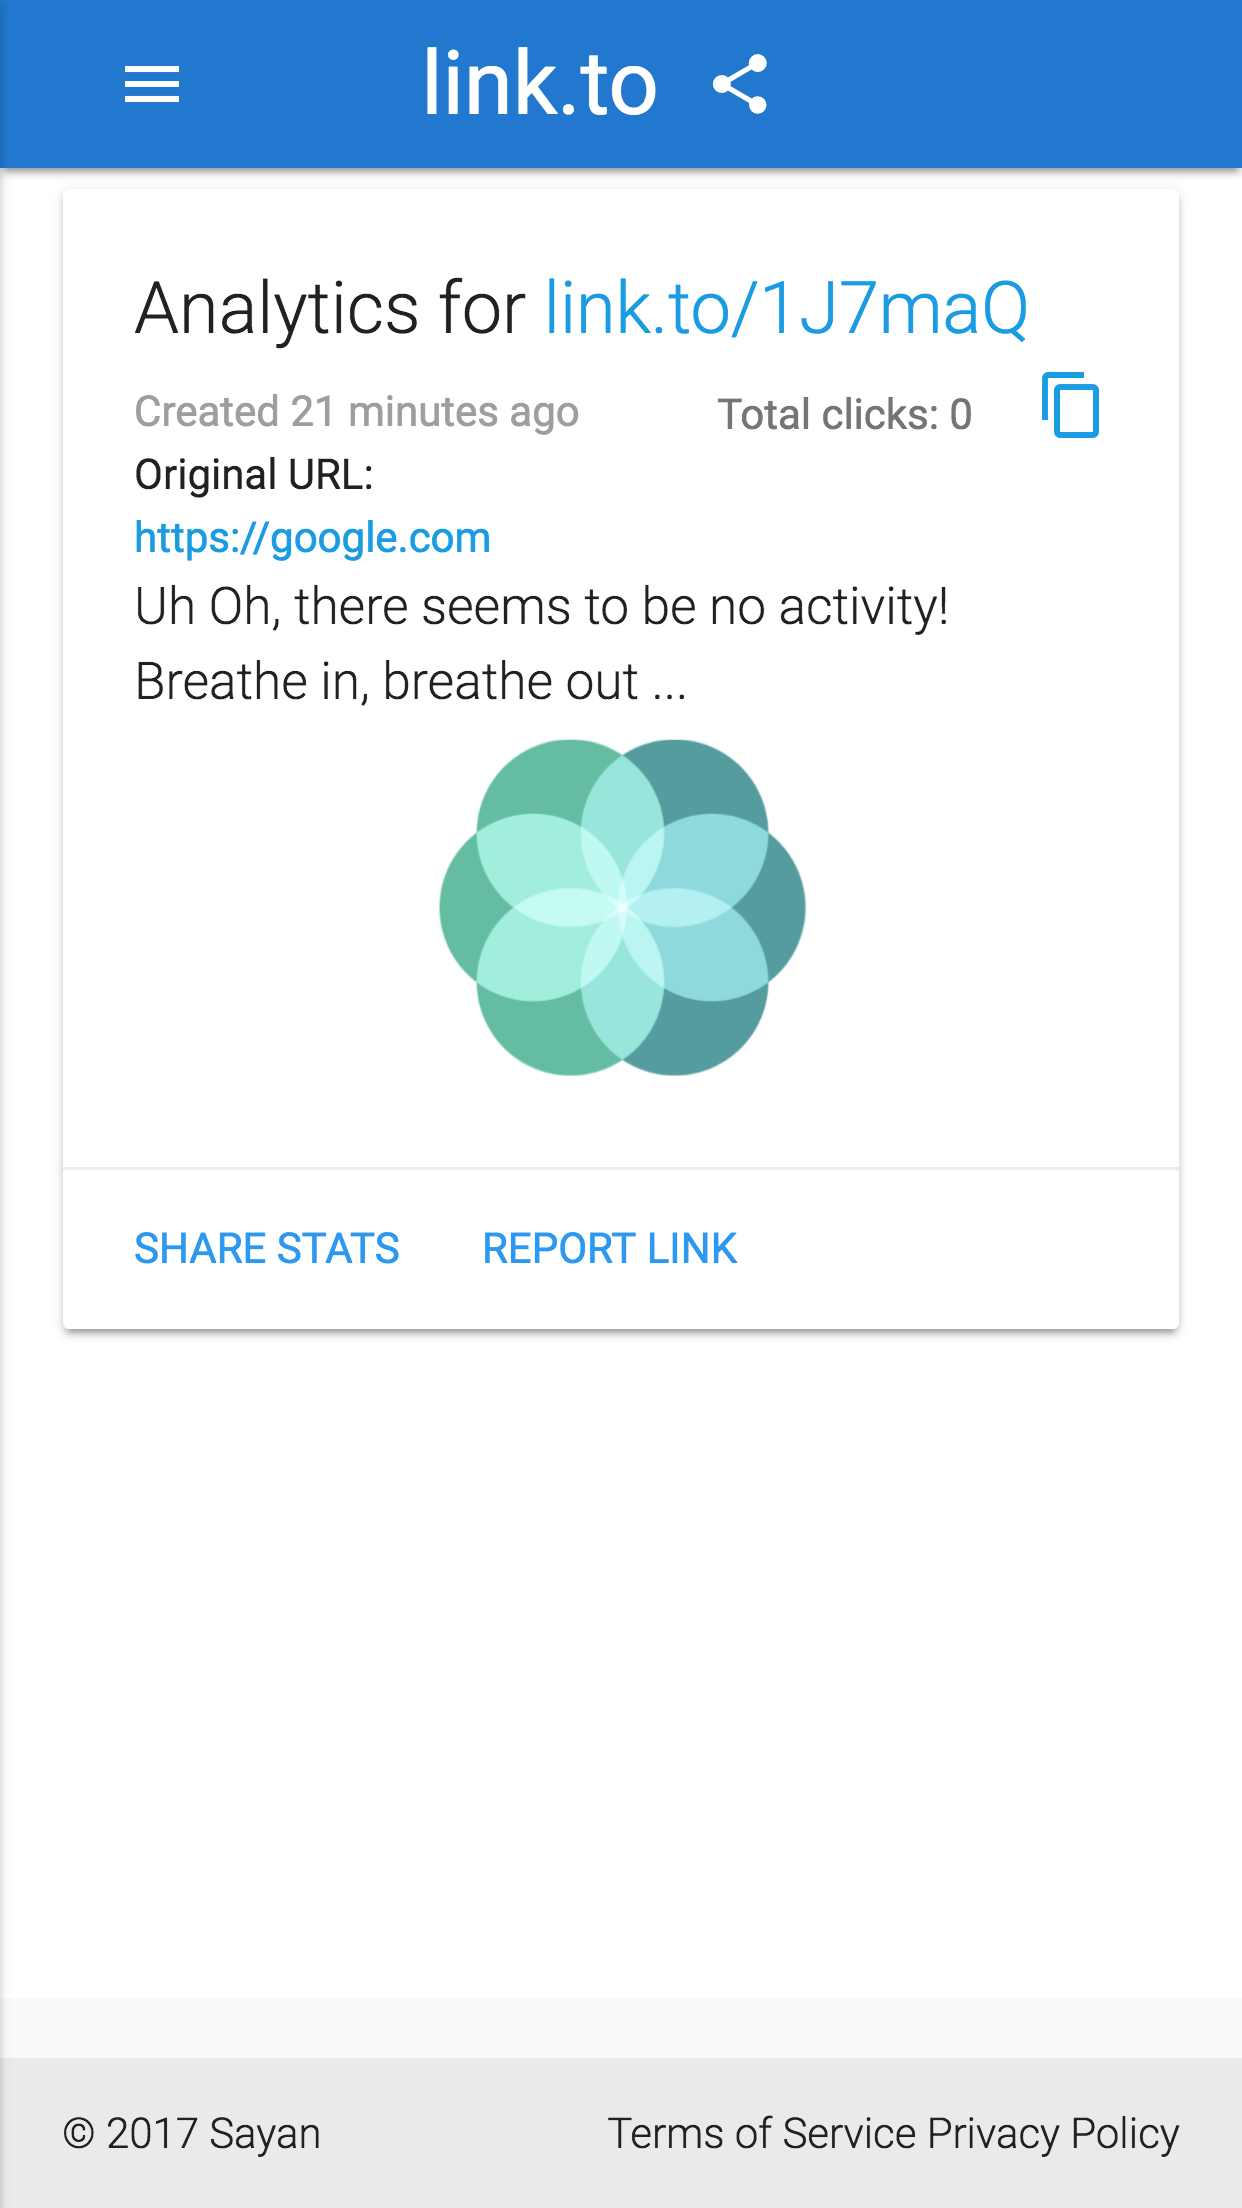 link.to
Analytics for link.to/1J7maQ
Created 21 minutes ago Total clicks: 0
Original URL:
https://google.com
Uh Oh, there seems to be no activity!
Breathe in, breathe out ...
SHARE STATS REPORT LINK
© 2017 Sayan Terms of Service Privacy Policy